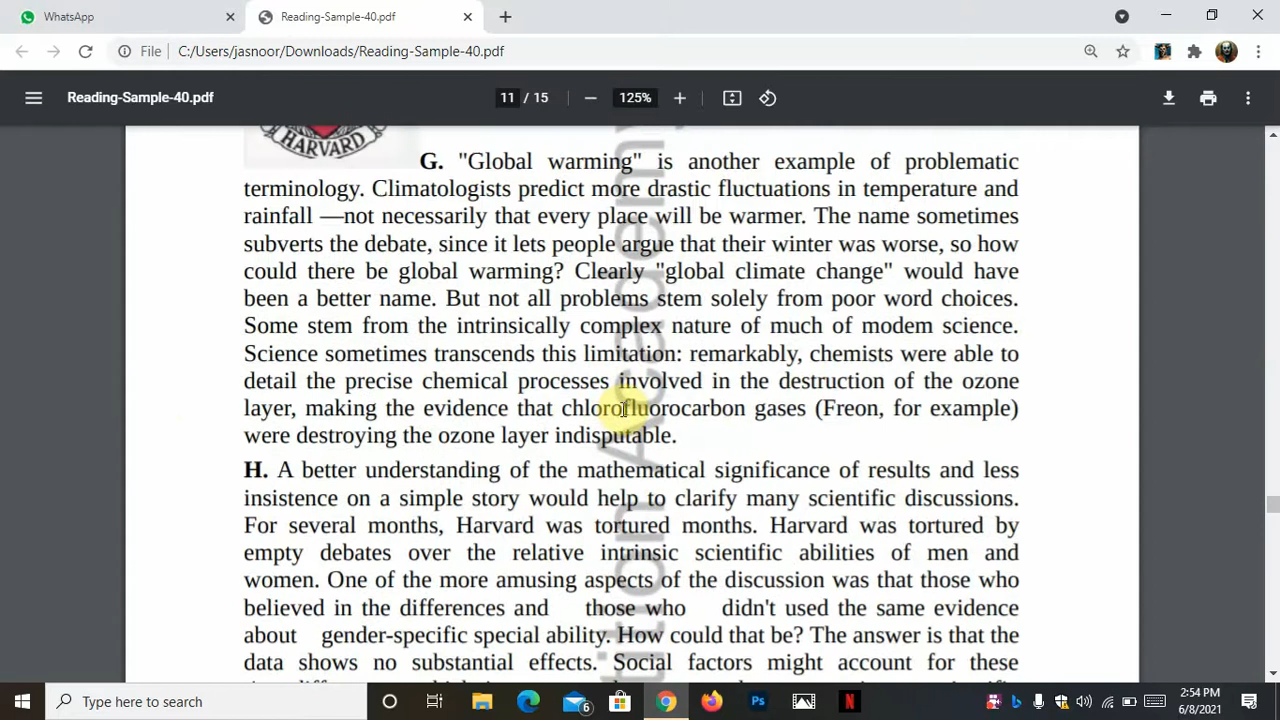 WhatsApp
Reading-Sample-40.pdf
File
C:/Users/jasnoor/Downloads/Reading-Sample-40.pdf
Reading-Sample-40.pdf
11 / 15
125%
HARVARD
G. "Global warming" is another example of problematic
terminology. Climatologists predict more drastic fluctuations in temperature and
rainfall —not necessarily that every place will be warmer. The name sometimes
subverts the debate, since it lets people argue that their winter was worse, so how
could there be global warming? Clearly "global climate change" would have
been a better name. But not all problems stem solely from poor word choices.
Some stem from the intrinsically complex nature of much of modem science.
Science sometimes transcends this limitation: remarkably, chemists were able to
detail the precise chemical processes involved in the destruction of the ozone
layer, making the evidence that chlorofluorocarbon gases (Freon, for example)
were destroying the ozone layer indisputable.
H. A better understanding of the mathematical significance of results and less
insistence on a simple story would help to clarify many scientific discussions.
For several months, Harvard was tortured months. Harvard was tortured by
empty debates over the relative intrinsic scientific abilities of men and
women. One of the more amusing aspects of the discussion was that those who
believed in the differences and those who didn't used the same evidence
about gender-specific special ability. How could that be? The answer is that the
data shows no substantial effects. Social factors might account for these
ition Academy
Type here to search
6
Ps
N
2:54 PM
6/8/2021